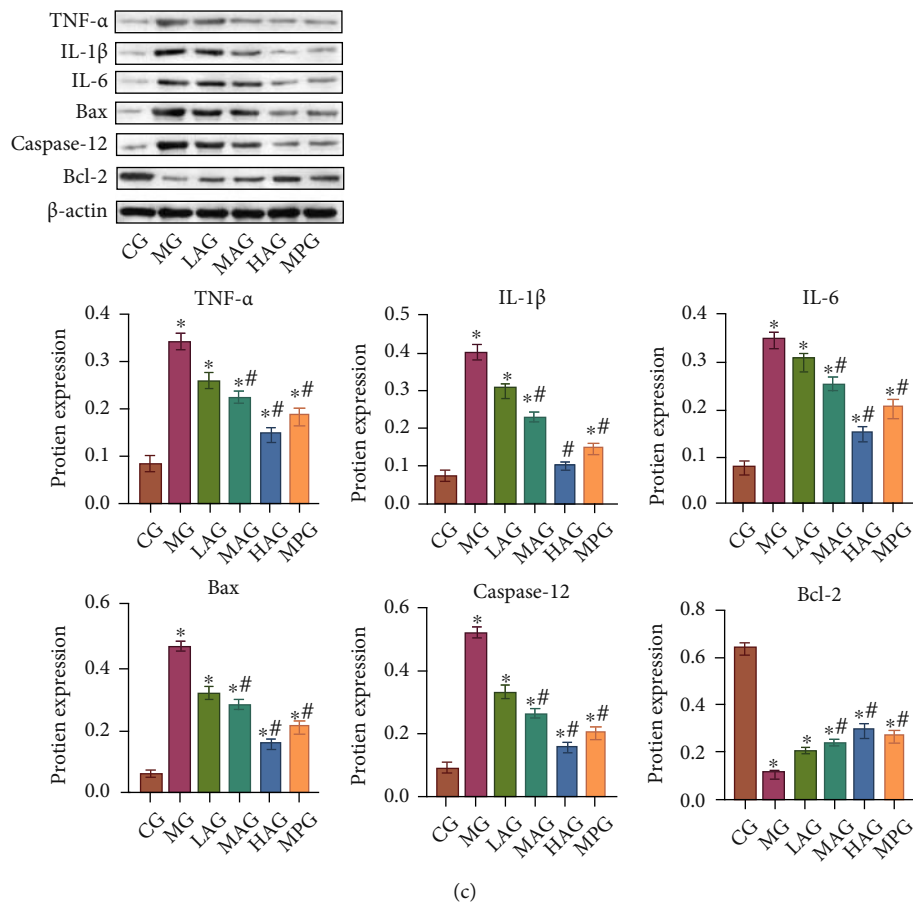 TNF-α
IL-1β
IL-6
Bax
Caspase-12
Bcl-2
β-actin
CG MG LAG MAG HAG MPG
TNF-α
Protien expression
0.4
0.3
0.2
0.1
0.0
* * *# *# *#
CG MG LAG MAG HAG MPG
IL-1β
Protien expression
0.5
0.4
0.3
0.2
0.1
0.0
* * *# # *#
CG MG LAG MAG HAG MPG
IL-6
Protien expression
0.4
0.3
0.2
0.1
0.0
* * *# *# *#
CG MG LAG MAG HAG MPG
Bax
Protien expression
0.6
0.4
0.2
0.0
* * *# *# *#
CG MG LAG MAG HAG MPG
Caspase-12
Protien expression
0.6
0.4
0.2
0.0
* * *# *# *#
CG MG LAG MAG HAG MPG
Bcl-2
Protien expression
0.6
0.4
0.2
0.0
* * *# *# *#
CG MG LAG MAG HAG MPG
(c)